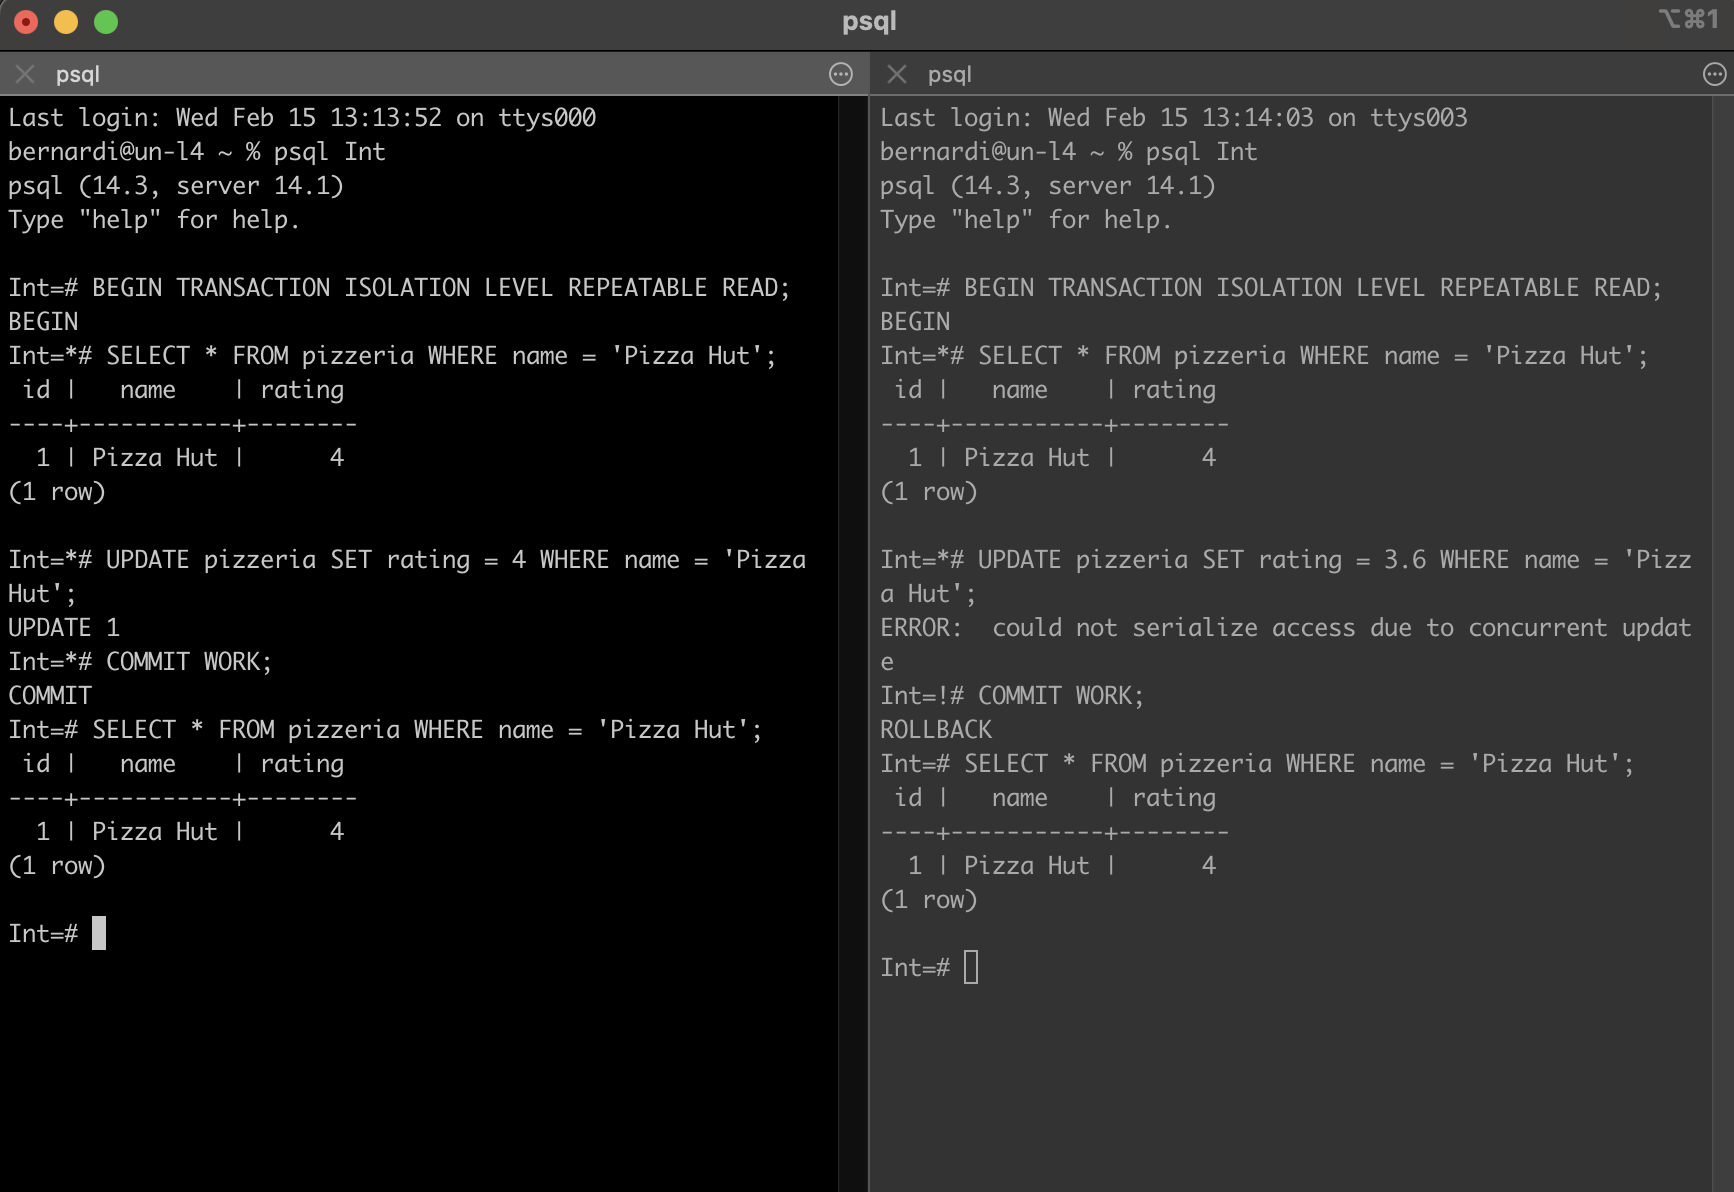 psql
⌥⌘1
psql
Last login: Wed Feb 15 13:13:52 on ttys000
bernardi@un-l4 ~ % psql Int
psql (14.3, server 14.1)
Type "help" for help.

Int=# BEGIN TRANSACTION ISOLATION LEVEL REPEATABLE READ;
BEGIN
Int=*# SELECT * FROM pizzeria WHERE name = 'Pizza Hut';
 id |   name    | rating
----+-----------+--------
  1 | Pizza Hut |      4
(1 row)

Int=*# UPDATE pizzeria SET rating = 4 WHERE name = 'Pizza
Hut';
UPDATE 1
Int=*# COMMIT WORK;
COMMIT
Int=# SELECT * FROM pizzeria WHERE name = 'Pizza Hut';
 id |   name    | rating
----+-----------+--------
  1 | Pizza Hut |      4
(1 row)

Int=#
psql
Last login: Wed Feb 15 13:14:03 on ttys003
bernardi@un-l4 ~ % psql Int
psql (14.3, server 14.1)
Type "help" for help.

Int=# BEGIN TRANSACTION ISOLATION LEVEL REPEATABLE READ;
BEGIN
Int=*# SELECT * FROM pizzeria WHERE name = 'Pizza Hut';
 id |   name    | rating
----+-----------+--------
  1 | Pizza Hut |      4
(1 row)

Int=*# UPDATE pizzeria SET rating = 3.6 WHERE name = 'Pizz
a Hut';
ERROR:  could not serialize access due to concurrent updat
e
Int=!# COMMIT WORK;
ROLLBACK
Int=# SELECT * FROM pizzeria WHERE name = 'Pizza Hut';
 id |   name    | rating
----+-----------+--------
  1 | Pizza Hut |      4
(1 row)

Int=#